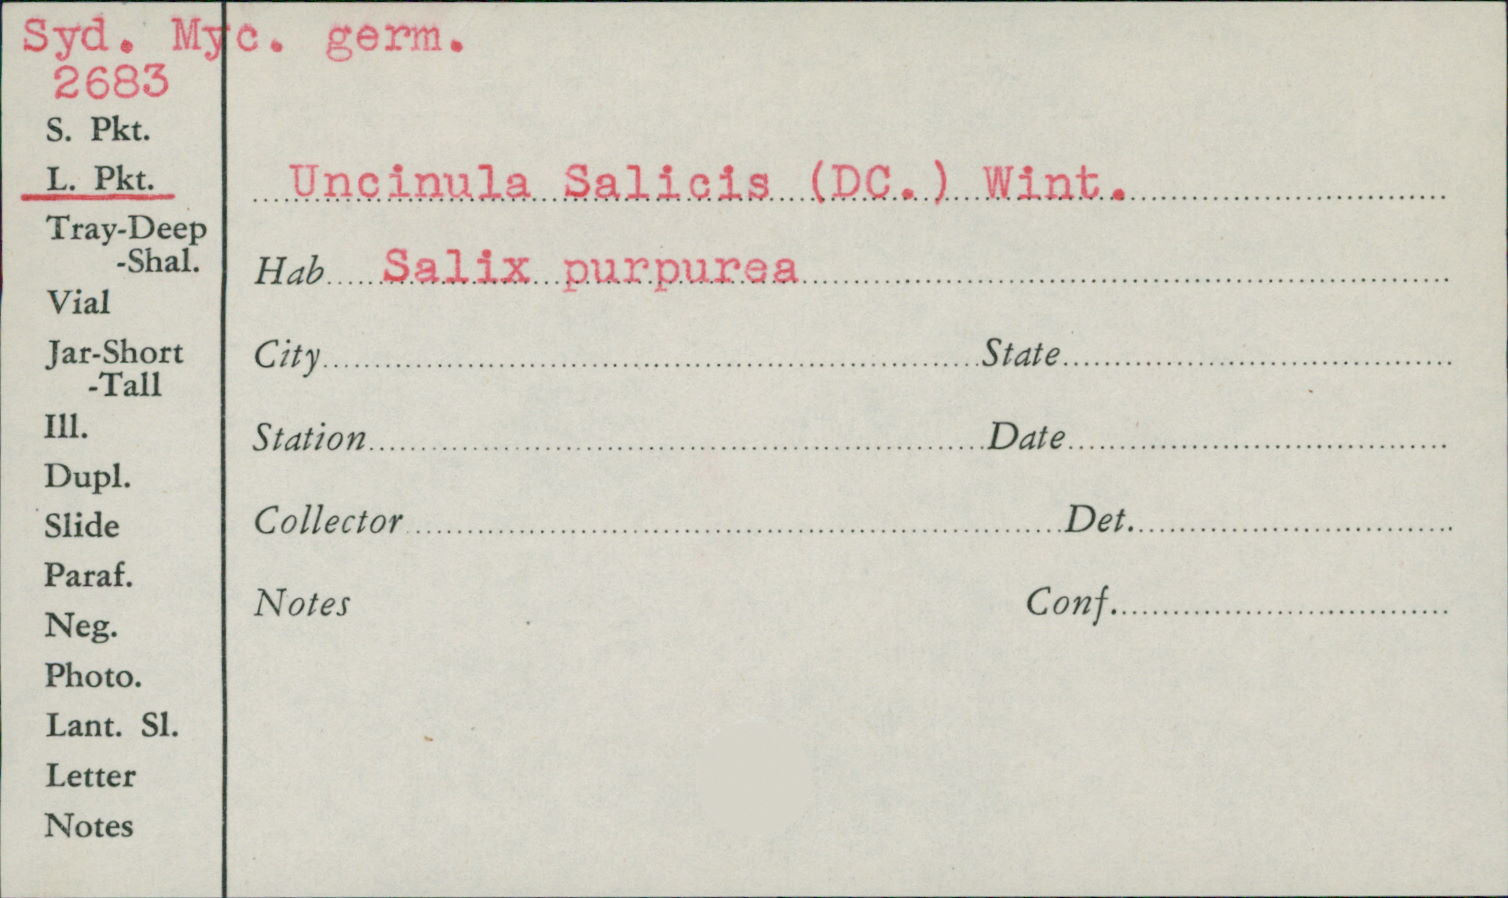 Syd. Myc. germ.
2683
S. Pkt.
L. Pkt.
Tray-Deep
-Shal.
Vial
Jar-Short
-Tall
Ill.
Dupl.
Slide
Paraf.
Neg.
Photo.
Lant. Sl.
Letter
Notes
Uncinula Salicis (DC.) Wint.
Hab Salix purpurea
City State
Station Date
Collector Det.
Notes Conf.